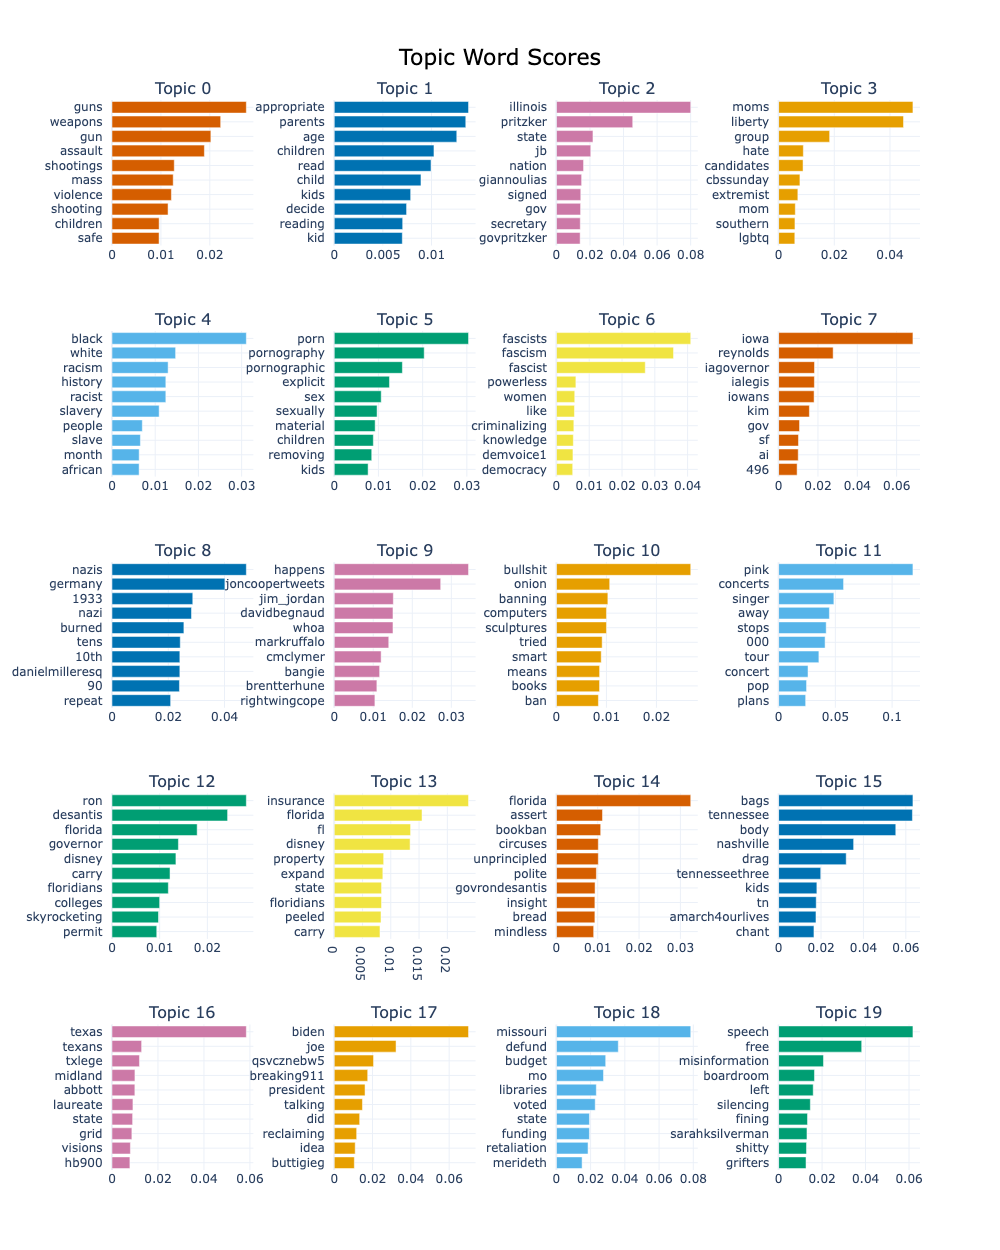 Topic Word Scores
Topic 0
guns
weapons
gun
assault
shootings
mass
violence
shooting
children
safe
0 0.01 0.02
Topic 1
appropriate
parents
age
children
read
child
kids
decide
reading
kid
0 0.005 0.01
Topic 2
illinois
pritzker
state
jb
nation
giannoulias
signed
gov
secretary
govpritzker
0 0.02 0.04 0.06 0.08
Topic 3
moms
liberty
group
hate
candidates
cbssunday
extremist
mom
southern
lgbtq
0 0.02 0.04
Topic 4
black
white
racism
history
racist
slavery
people
slave
month
african
0 0.01 0.02 0.03
Topic 5
porn
pornography
pornographic
explicit
sex
sexually
material
children
removing
kids
0 0.01 0.02 0.03
Topic 6
fascists
fascism
fascist
powerless
women
like
criminalizing
knowledge
demvoice1
democracy
0 0.01 0.02 0.03 0.04
Topic 7
iowa
reynolds
iagovernor
ialegis
iowans
kim
gov
sf
ai
496
0 0.02 0.04 0.06
Topic 8
nazis
germany
1933
nazi
burned
tens
10th
danielmilleresq
90
repeat
0 0.02 0.04
Topic 9
happens
joncoopertweets
jim_jordan
davidbegnaud
whoa
markruffalo
cmclymer
bangie
brentterhune
rightwingcope
0 0.01 0.02 0.03
Topic 10
bullshit
onion
banning
computers
sculptures
tried
smart
means
books
ban
0 0.01 0.02
Topic 11
pink
concerts
singer
away
stops
000
tour
concert
pop
plans
0 0.05 0.1
Topic 12
ron
desantis
florida
governor
disney
carry
floridians
colleges
skyrocketing
permit
0 0.01 0.02
Topic 13
insurance
florida
fl
disney
property
expand
state
floridians
peeled
carry
0 0.005 0.01 0.015 0.02
Topic 14
florida
assert
bookban
circuses
unprincipled
polite
govrondesantis
insight
bread
mindless
0 0.01 0.02 0.03
Topic 15
bags
tennessee
body
nashville
drag
tennesseethree
kids
tn
amarch4ourlives
chant
0 0.02 0.04 0.06
Topic 16
texas
texans
txlege
midland
abbott
laureate
state
grid
visions
hb900
0 0.02 0.04 0.06
Topic 17
biden
joe
qsvcznebw5
breaking911
president
talking
did
reclaiming
idea
buttigieg
0 0.02 0.04 0.06
Topic 18
missouri
defund
budget
mo
libraries
voted
state
funding
retaliation
merideth
0 0.02 0.04 0.06 0.08
Topic 19
speech
free
misinformation
boardroom
left
silencing
fining
sarahksilverman
shitty
grifters
0 0.02 0.04 0.06